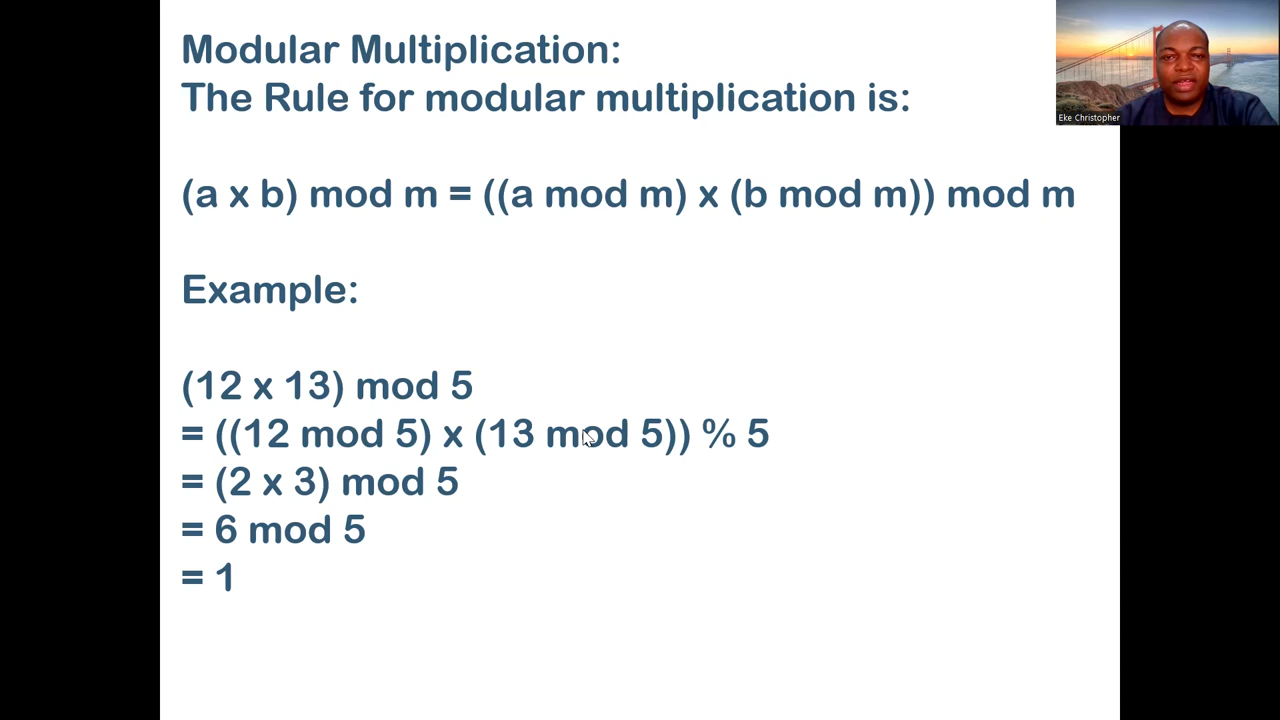 Modular Multiplication:
The Rule for modular multiplication is:
(a x b) mod m = ((a mod m) x (b mod m)) mod m
Example:
(12 x 13) mod 5
= ((12 mod 5) x (13 mod 5)) % 5
= (2 x 3) mod 5
= 6 mod 5
= 1
Eke Christopher